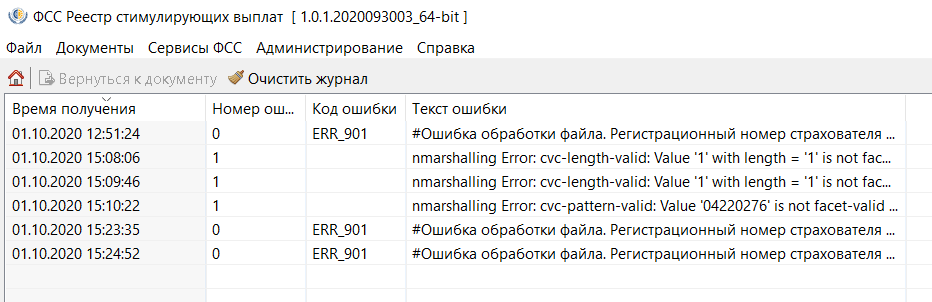 ФСС Реестр стимулирующих выплат [ 1.0.1.2020093003_64-bit ]
Файл Документы Сервисы ФСС Администрирование Справка
Вернуться к документу Очистить журнал
Время получения Номер ош... Код ошибки Текст ошибки
01.10.2020 12:51:24 0 ERR_901 #Ошибка обработки файла. Регистрационный номер страхователя ...
01.10.2020 15:08:06 1 nmarshalling Error: cvc-length-valid: Value '1' with length = '1' is not fac...
01.10.2020 15:09:46 1 nmarshalling Error: cvc-length-valid: Value '1' with length = '1' is not fac...
01.10.2020 15:10:22 1 nmarshalling Error: cvc-pattern-valid: Value '04220276' is not facet-valid ...
01.10.2020 15:23:35 0 ERR_901 #Ошибка обработки файла. Регистрационный номер страхователя ...
01.10.2020 15:24:52 0 ERR_901 #Ошибка обработки файла. Регистрационный номер страхователя ...